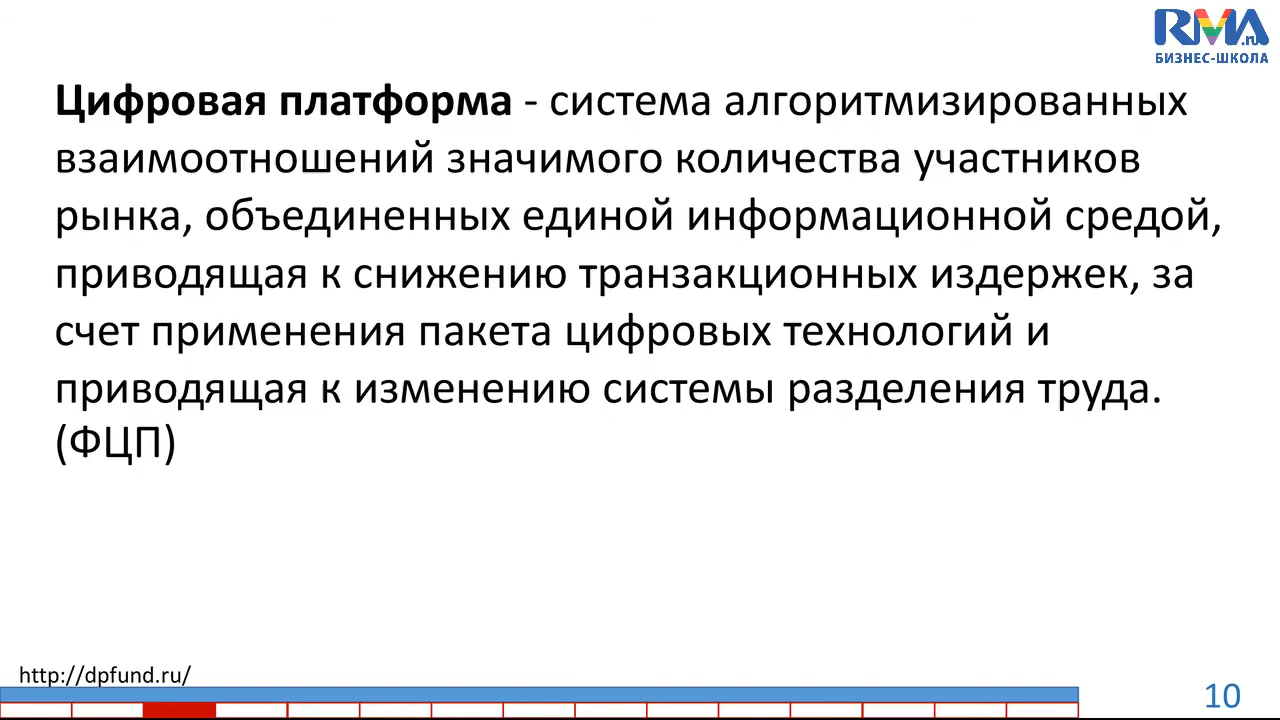 RMA.ru
БИЗНЕС-ШКОЛА
Цифровая платформа - система алгоритмизированных
взаимоотношений значимого количества участников
рынка, объединенных единой информационной средой,
приводящая к снижению транзакционных издержек, за
счет применения пакета цифровых технологий и
приводящая к изменению системы разделения труда.
(ФЦП)
http://dpfund.ru/
10